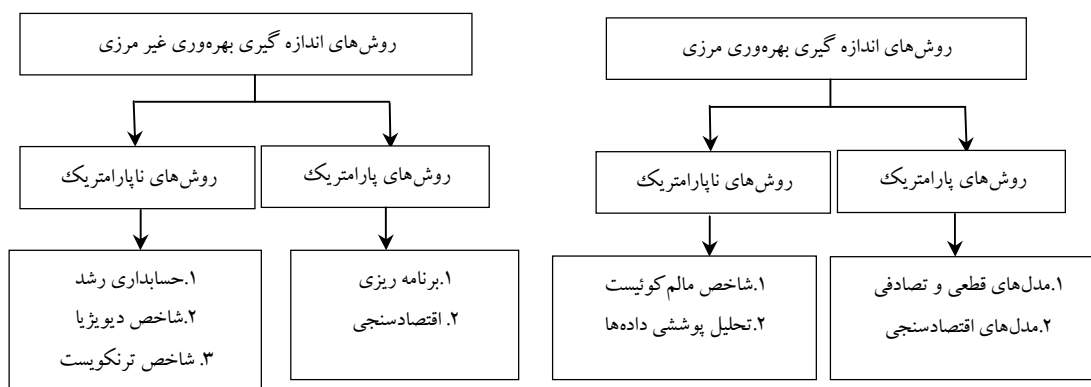 روش‌های اندازه گیری بهره‌وری مرزی
روش‌های پارامتریک
روش‌های ناپارامتریک
۱.مدل‌های قطعی و تصادفی
۲.مدل‌های اقتصادسنجی
۱.شاخص مالم کوئیست
۲.تحلیل پوششی داده‌ها
روش‌های اندازه گیری بهره‌وری غیر مرزی
روش‌های پارامتریک
روش‌های ناپارامتریک
۱.برنامه ریزی
۲. اقتصادسنجی
۱.حسابداری رشد
۲.شاخص دیویژیا
۳. شاخص ترنکویست